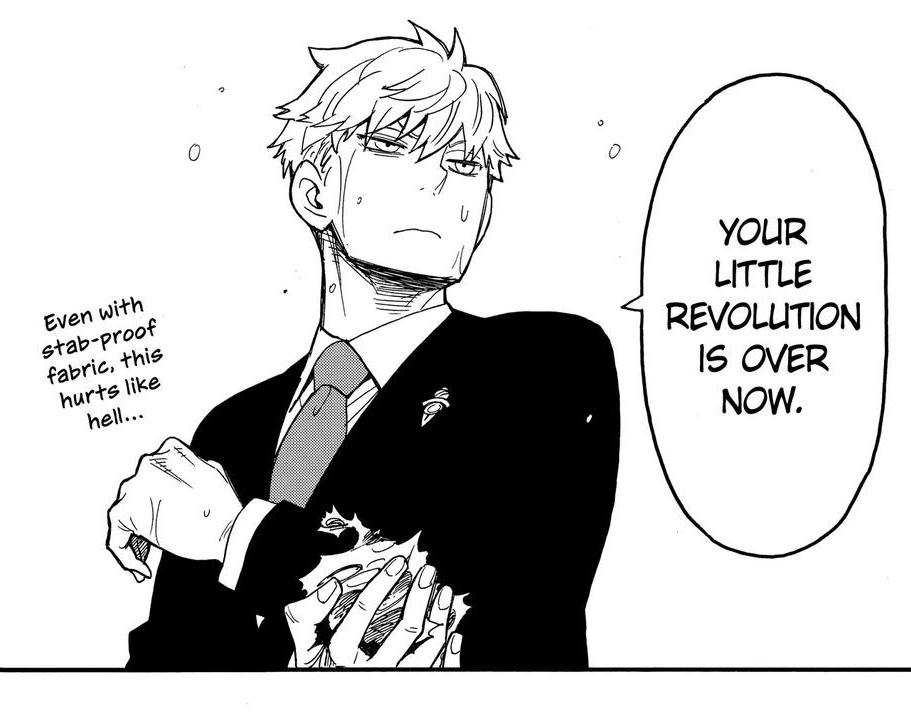 YOUR
LITTLE
REVOLUTION
IS OVER
NOW.
Even with
stab-proof
fabric, this
hurts like
hell...